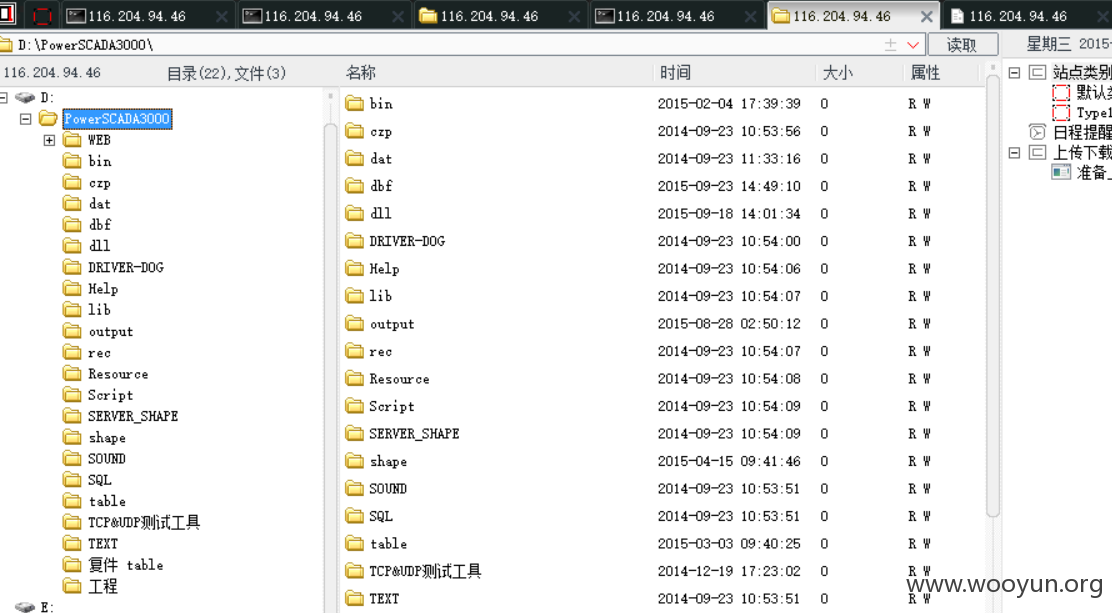 116.204.94.46 116.204.94.46 116.204.94.46 116.204.94.46 116.204.94.46 116.204.94.46
D:\PowerSCADA3000\ 读取 星期三 2015-
116.204.94.46 目录(22),文件(3) 名称 时间 大小 属性
D:
PowerSCADA3000
WEB
bin
czp
dat
dbf
dll
DRIVER-DOG
Help
lib
output
rec
Resource
Script
SERVER_SHAPE
shape
SOUND
SQL
table
TCP&UDP测试工具
TEXT
复件 table
工程
E:
bin 2015-02-04 17:39:39 0 R W
czp 2014-09-23 10:53:56 0 R W
dat 2014-09-23 11:33:16 0 R W
dbf 2015-09-23 14:49:10 0 R W
dll 2015-09-18 14:01:34 0 R W
DRIVER-DOG 2014-09-23 10:54:00 0 R W
Help 2014-09-23 10:54:06 0 R W
lib 2014-09-23 10:54:07 0 R W
output 2015-08-28 02:50:12 0 R W
rec 2014-09-23 10:54:07 0 R W
Resource 2014-09-23 10:54:08 0 R W
Script 2014-09-23 10:54:09 0 R W
SERVER_SHAPE 2014-09-23 10:54:09 0 R W
shape 2015-04-15 09:41:46 0 R W
SOUND 2014-09-23 10:53:51 0 R W
SQL 2014-09-23 10:53:51 0 R W
table 2015-03-03 09:40:25 0 R W
TCP&UDP测试工具 2014-12-19 17:23:02 0 R W
TEXT 2014-09-23 10:53:51 0 R W
站点类别
默认
Type1
日程提醒
上传下载
准备
www.wooyun.org